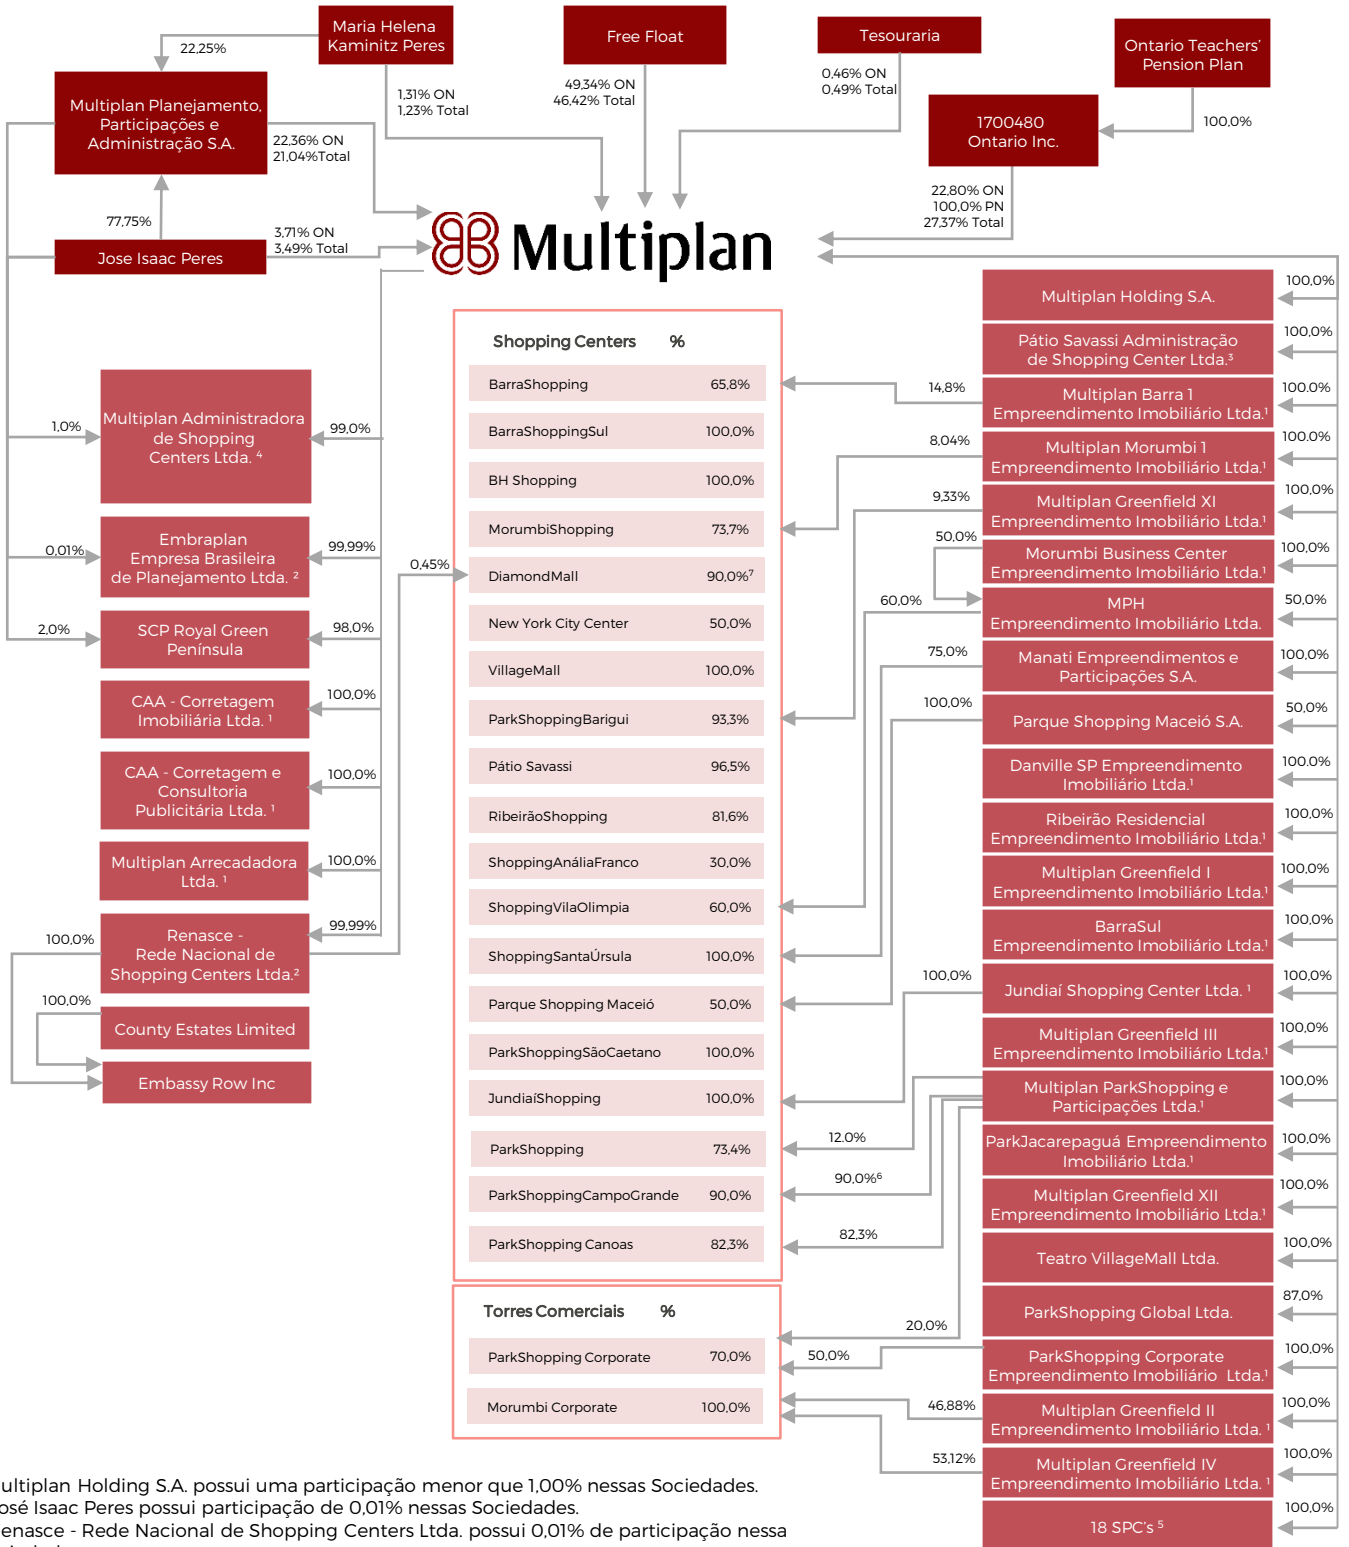 Maria Helena
Kaminitz Peres
Free Float
Tesouraria
Ontario Teachers'
Pension Plan
22,25%
1,31% ON
1,23% Total
49,34% ON
46,42% Total
0,46% ON
0,49% Total
100,0%
Multiplan Planejamento,
Participações e
Administração S.A.
22,36% ON
21,04%Total
1700480
Ontario Inc.
22,80% ON
100,0% PN
27,37% Total
77,75%
Jose Isaac Peres
3,71% ON
3,49% Total
Multiplan
1,0%
Multiplan Administradora
de Shopping
Centers Ltda. ⁴
99,0%
0,01%
Embraplan
Empresa Brasileira
de Planejamento Ltda. ²
99,99%
2,0%
SCP Royal Green
Península
98,0%
CAA - Corretagem
Imobiliária Ltda. ¹
100,0%
CAA - Corretagem e
Consultoria
Publicitária Ltda. ¹
100,0%
Multiplan Arrecadadora
Ltda. ¹
100,0%
Renasce -
Rede Nacional de
Shopping Centers Ltda.²
99,99%
100,0%
100,0%
County Estates Limited
Embassy Row Inc
0,45%
Shopping Centers %
BarraShopping 65,8%
BarraShoppingSul 100,0%
BH Shopping 100,0%
MorumbiShopping 73,7%
DiamondMall 90,0%⁷
New York City Center 50,0%
VillageMall 100,0%
ParkShoppingBarigui 93,3%
Pátio Savassi 96,5%
RibeirãoShopping 81,6%
ShoppingAnáliaFranco 30,0%
ShoppingVilaOlimpia 60,0%
ShoppingSantaÚrsula 100,0%
Parque Shopping Maceió 50,0%
ParkShoppingSãoCaetano 100,0%
JundiaíShopping 100,0%
ParkShopping 73,4%
ParkShoppingCampoGrande 90,0%
ParkShopping Canoas 82,3%
Torres Comerciais %
ParkShopping Corporate 70,0%
Morumbi Corporate 100,0%
Multiplan Holding S.A.
100,0%
Pátio Savassi Administração
de Shopping Center Ltda.³
100,0%
14,8%
Multiplan Barra 1
Empreendimento Imobiliário Ltda.¹
100.0%
8,04%
Multiplan Morumbi 1
Empreendimento Imobiliário Ltda.¹
100.0%
9,33%
Multiplan Greenfield XI
Empreendimento Imobiliário Ltda.¹
100,0%
50,0%
Morumbi Business Center
Empreendimento Imobiliário Ltda.¹
100,0%
60,0%
MPH
Empreendimento Imobiliário Ltda.
50,0%
75,0%
Manati Empreendimentos e
Participações S.A.
100,0%
100,0%
Parque Shopping Maceió S.A.
50,0%
Danville SP Empreendimento
Imobiliário Ltda.¹
100,0%
Ribeirão Residencial
Empreendimento Imobiliário Ltda.¹
100,0%
Multiplan Greenfield I
Empreendimento Imobiliário Ltda.¹
100,0%
BarraSul
Empreendimento Imobiliário Ltda.¹
100,0%
100,0%
Jundiaí Shopping Center Ltda. ¹
100,0%
Multiplan Greenfield III
Empreendimento Imobiliário Ltda.¹
100,0%
Multiplan ParkShopping e
Participações Ltda.¹
100,0%
12.0%
90,0%⁶
82,3%
20,0%
ParkJacarepaguá Empreendimento
Imobiliário Ltda.¹
100,0%
Multiplan Greenfield XII
Empreendimento Imobiliário Ltda.¹
100,0%
Teatro VillageMall Ltda.
100,0%
ParkShopping Global Ltda.
87,0%
50,0%
ParkShopping Corporate
Empreendimento Imobiliário Ltda.¹
100,0%
46,88%
Multiplan Greenfield II
Empreendimento Imobiliário Ltda. ¹
100,0%
53,12%
Multiplan Greenfield IV
Empreendimento Imobiliário Ltda. ¹
100,0%
18 SPC's ⁵
100,0%
ultiplan Holding S.A. possui uma participação menor que 1,00% nessas Sociedades.
osé Isaac Peres possui participação de 0,01% nessas Sociedades.
enasce - Rede Nacional de Shopping Centers Ltda. possui 0,01% de participação nessa